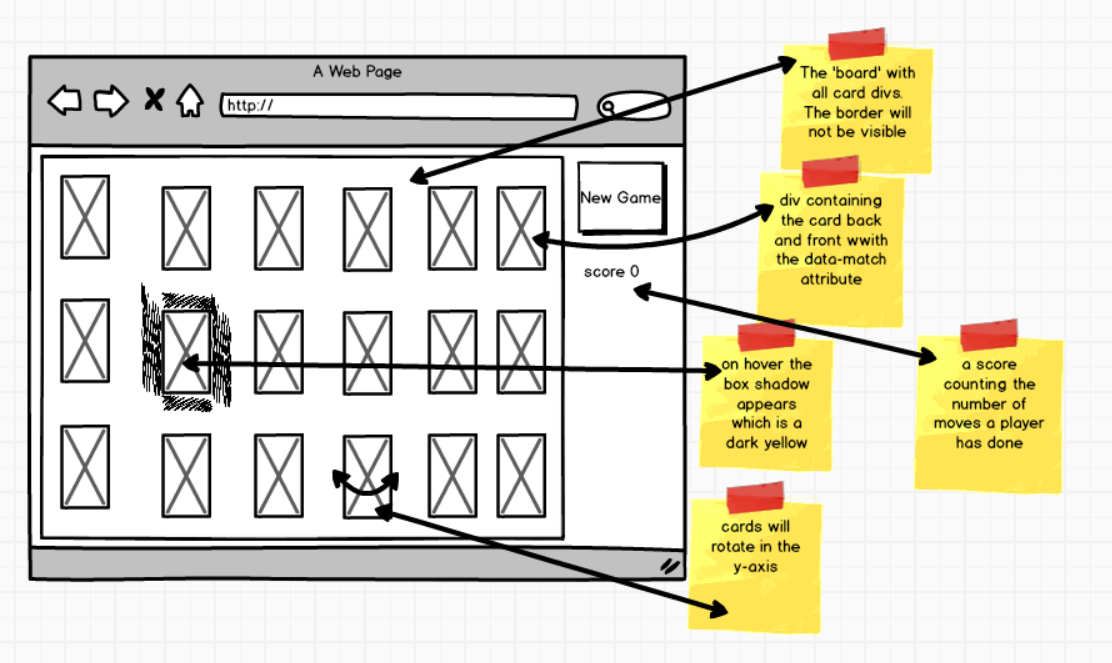 A Web Page
http://
New Game
score 0
The 'board' with
all card divs.
The border will
not be visible
div containing
the card back
and front wwith
the data-match
attribute
on hover the
box shadow
appears
which is a
dark yellow
a score
counting the
number of
moves a player
has done
cards will
rotate in the
y-axis